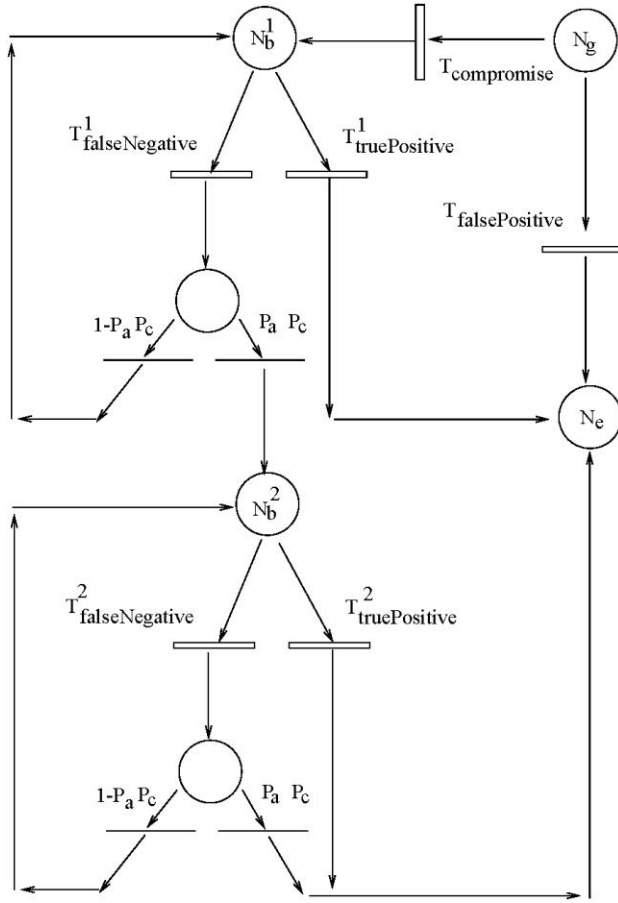 N_b^1
N_g
T_compromise
T^1_falseNegative
T^1_truePositive
T_falsePositive
1-P_a P_c
P_a P_c
N_e
N_b^2
T^2_falseNegative
T^2_truePositive
1-P_a P_c
P_a P_c